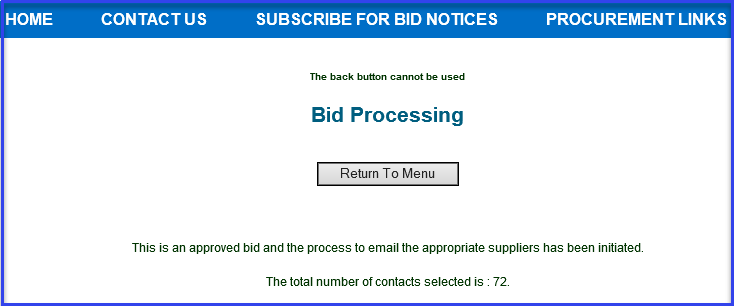 HOME CONTACT US SUBSCRIBE FOR BID NOTICES PROCUREMENT LINKS
The back button cannot be used
Bid Processing
Return To Menu
This is an approved bid and the process to email the appropriate suppliers has been initiated.
The total number of contacts selected is : 72.